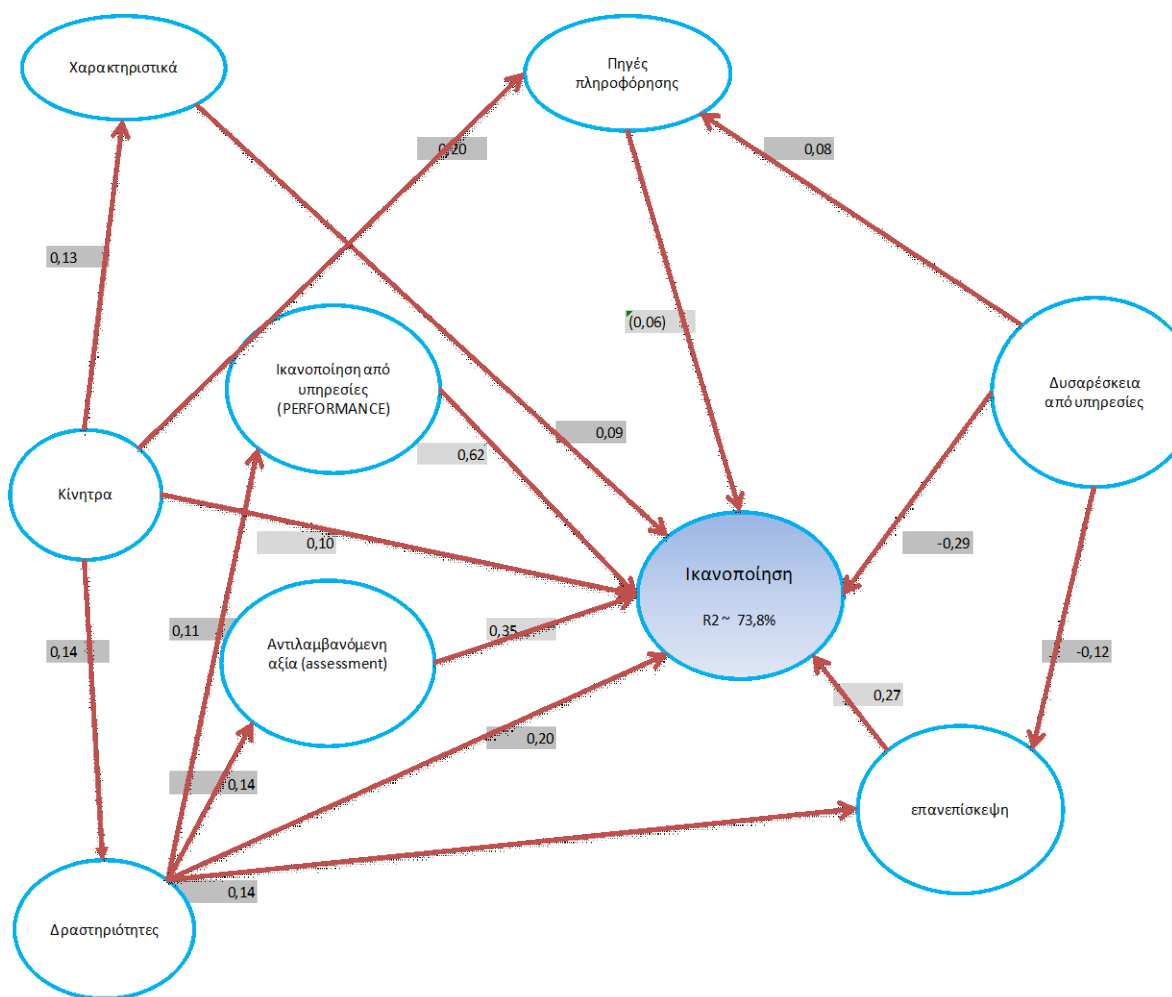 Χαρακτηριστικά
Πηγές
πληροφόρησης
0,20
0,08
0,13
(0,06)
Ικανοποίηση από
υπηρεσίες
(PERFORMANCE)
Δυσαρέσκεια
από υπηρεσίες
0,09
0,62
Κίνητρα
0,10
-0,29
Ικανοποίηση
R2 ~ 73,8%
0,11
0,35
Αντιλαμβανόμενη
αξία (assessment)
0,14
-0,12
0,27
0,20
0,14
επανεπίσκεψη
0,14
Δραστηριότητες